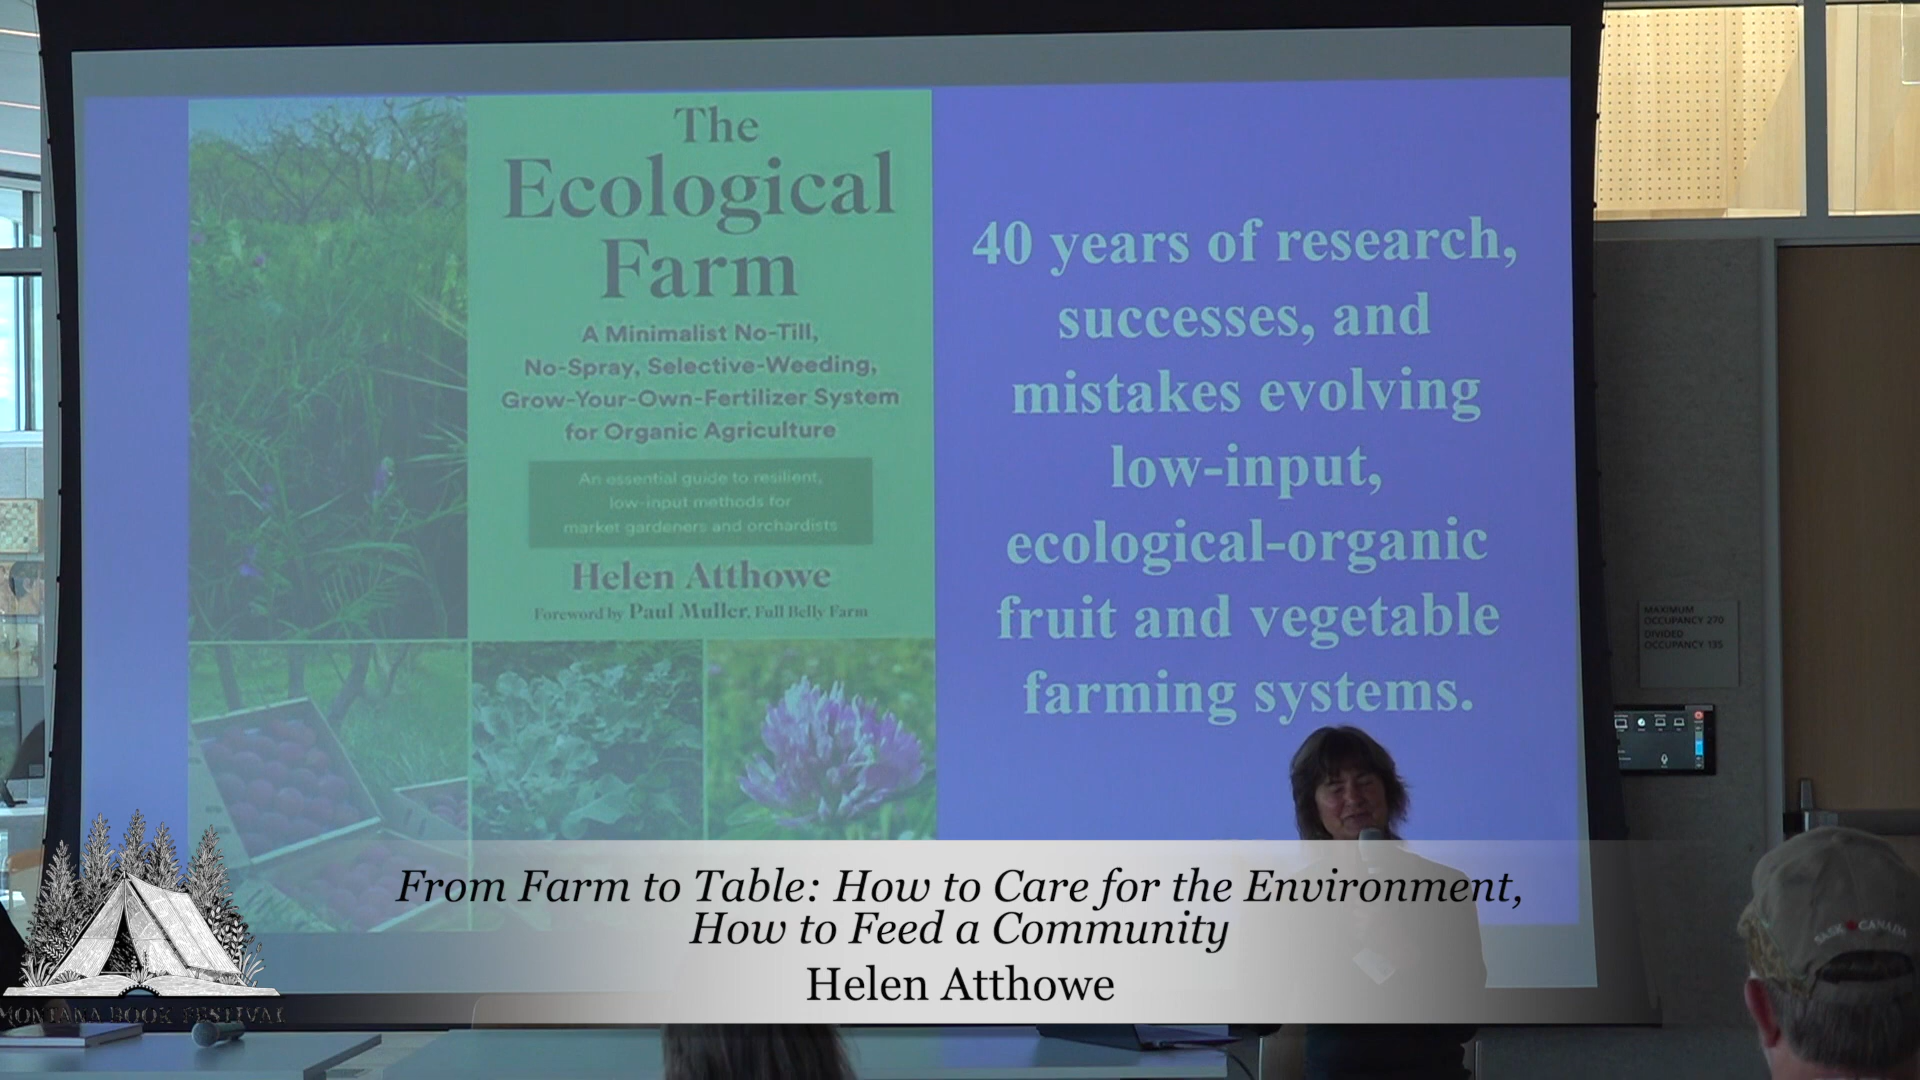 The
Ecological
Farm
A Minimalist No-Till,
No-Spray, Selective-Weeding,
Grow-Your-Own-Fertilizer System
for Organic Agriculture
An essential guide to resilient,
low-input methods for
market gardeners and orchardists
Helen Atthowe
Foreword by Paul Muller, Full Belly Farm
40 years of research,
successes, and
mistakes evolving
low-input,
ecological-organic
fruit and vegetable
farming systems.
MAXIMUM
OCCUPANCY 270
DIVIDED
OCCUPANCY 135
SASK CANADA
From Farm to Table: How to Care for the Environment,
How to Feed a Community
Helen Atthowe
MONTANA BOOK FESTIVAL